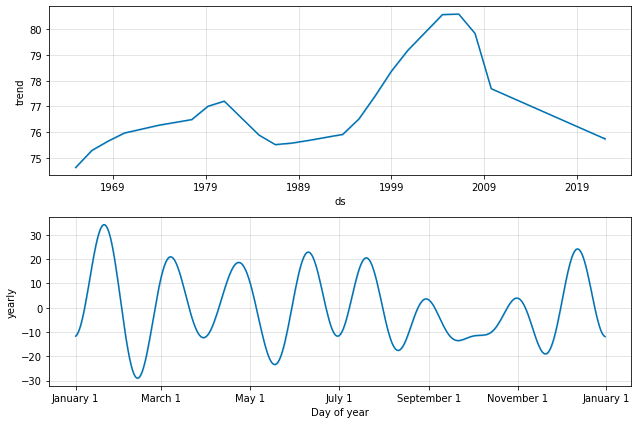 80
79
78
77
76
75
trend
1969 1979 1989 1999 2009 2019
ds
30
20
10
0
−10
−20
−30
yearly
January 1 March 1 May 1 July 1 September 1 November 1 January 1
Day of year